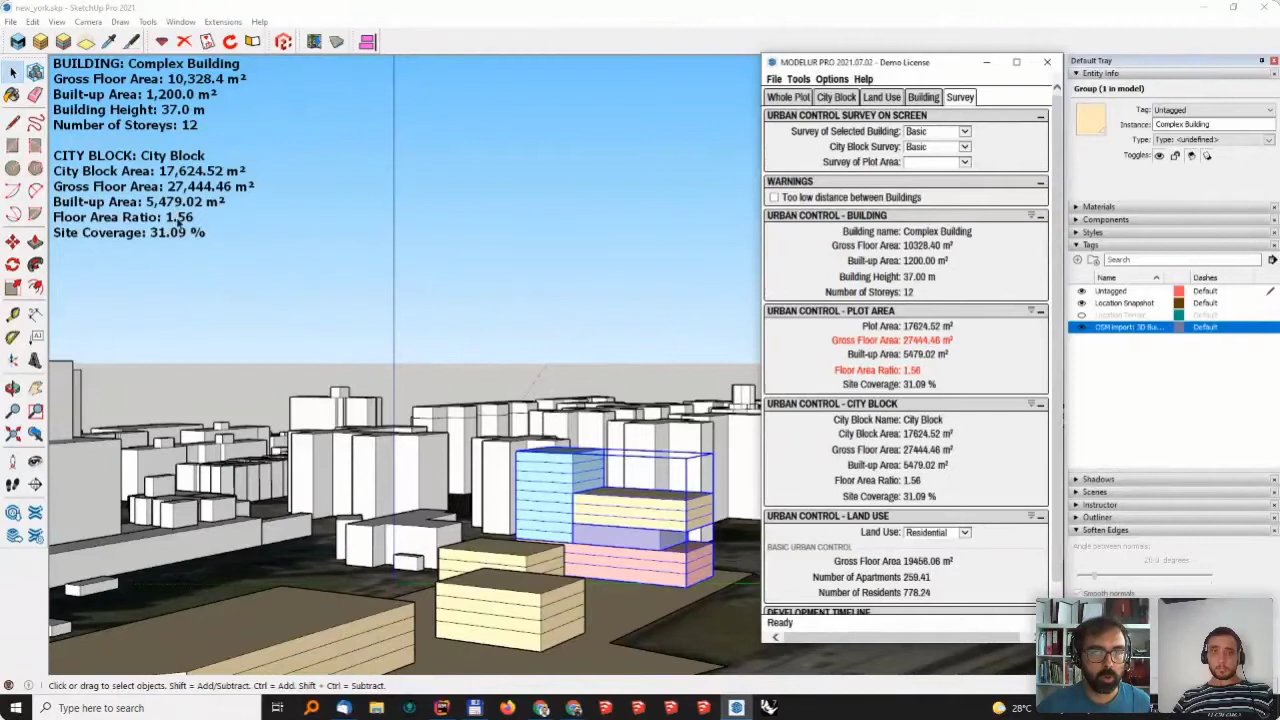 new_york.skp - SketchUp Pro 2021
File Edit View Camera Draw Tools Window Extensions Help
BUILDING: Complex Building
Gross Floor Area: 10,328.4 m²
Built-up Area: 1,200.0 m²
Building Height: 37.0 m
Number of Storeys: 12
CITY BLOCK: City Block
City Block Area: 17,624.52 m²
Gross Floor Area: 27,444.46 m²
Built-up Area: 5,479.02 m²
Floor Area Ratio: 1.56
Site Coverage: 31.09 %
MODELUR PRO 2021.07.02 - Demo License
File Tools Options Help
Whole Plot City Block Land Use Building Survey
URBAN CONTROL SURVEY ON SCREEN
Survey of Selected Building: Basic
City Block Survey: Basic
Survey of Plot Area:
WARNINGS
Too low distance between Buildings
URBAN CONTROL - BUILDING
Building name: Complex Building
Gross Floor Area: 10328.40 m²
Built-up Area: 1200.00 m²
Building Height: 37.00 m
Number of Storeys: 12
URBAN CONTROL - PLOT AREA
Plot Area: 17624.52 m²
Gross Floor Area: 27444.46 m²
Built-up Area: 5479.02 m²
Floor Area Ratio: 1.56
Site Coverage: 31.09 %
URBAN CONTROL - CITY BLOCK
City Block Name: City Block
City Block Area: 17624.52 m²
Gross Floor Area: 27444.46 m²
Built-up Area: 5479.02 m²
Floor Area Ratio: 1.56
Site Coverage: 31.09 %
URBAN CONTROL - LAND USE
Land Use: Residential
BASIC URBAN CONTROL
Gross Floor Area: 19456.06 m²
Number of Apartments 259.41
Number of Residents 778.24
DEVELOPMENT TIMELINE
Ready
Default Tray
Entity Info
Group (1 in model)
Tag: Untagged
Instance: Complex Building
Type: Type: <undefined>
Toggles:
Materials
Components
Styles
Tags
Search
Name Dashes
Untagged Default
Location Snapshot Default
Location Terrain Default
OSM Import: 3D Bui... Default
Shadows
Scenes
Instructor
Outliner
Soften Edges
Angle between normals:
degrees
Smooth normals
Click or drag to select objects. Shift = Add/Subtract. Ctrl = Add. Shift + Ctrl = Subtract.
Type here to search
28°C